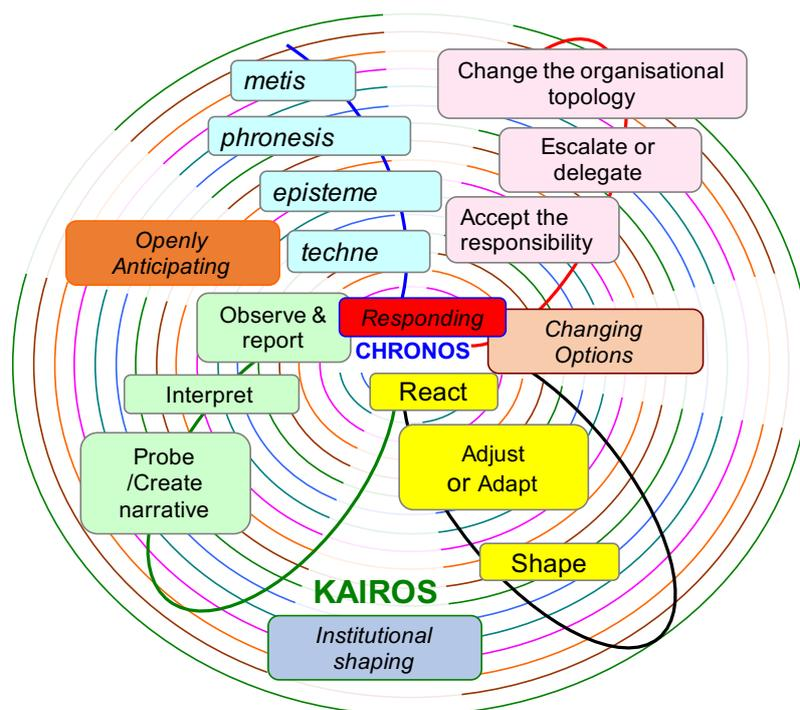 metis
Change the organisational
topology
phronesis
Escalate or
delegate
episteme
Accept the
responsibility
Openly
Anticipating
techne
Observe &
report
Responding
Changing
Options
CHRONOS
Interpret
React
Probe
/Create
narrative
Adjust
or Adapt
Shape
KAIROS
Institutional
shaping